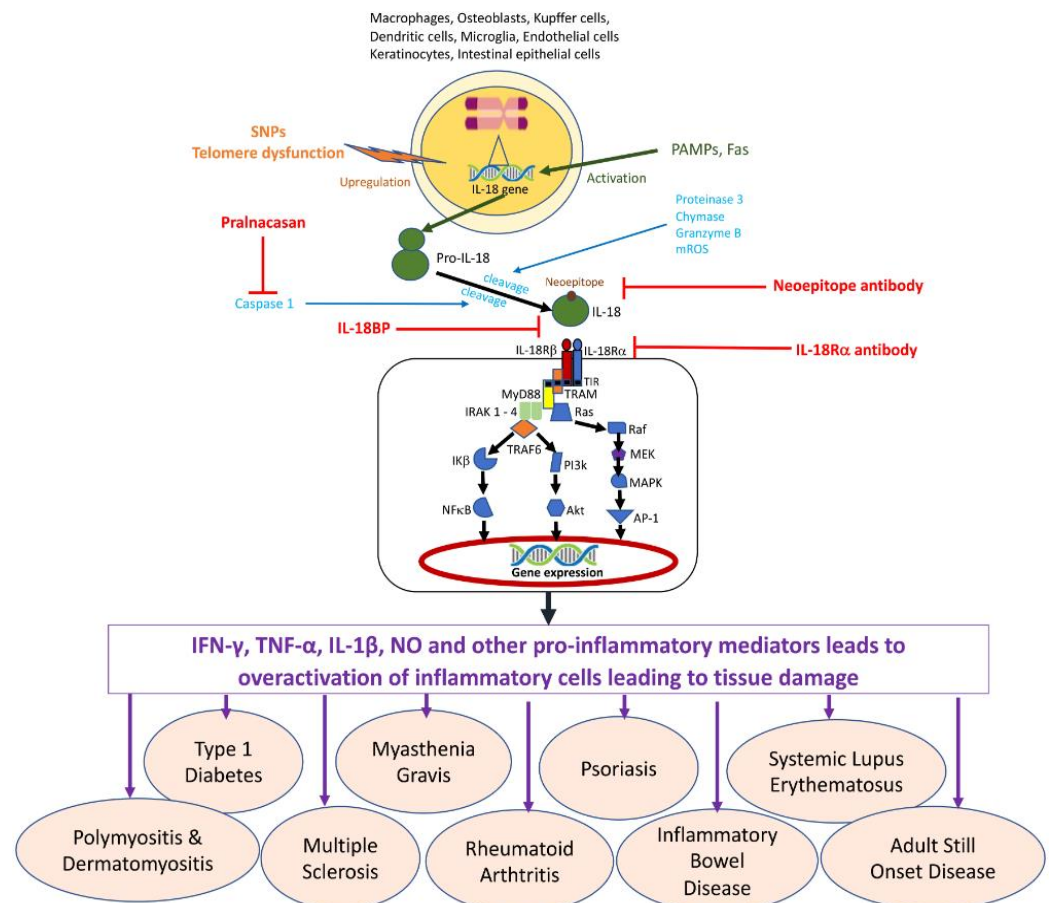 Macrophages, Osteoblasts, Kupffer cells,
Dendritic cells, Microglia, Endothelial cells
Keratinocytes, Intestinal epithelial cells
SNPs
Telomere dysfunction
Upregulation
IL-18 gene
PAMPs, Fas
Activation
Proteinase 3
Chymase
Granzyme B
mROS
Pralnacasan
Pro-IL-18
cleavage
cleavage
Caspase 1
Neoepitope
IL-18
Neoepitope antibody
IL-18BP
IL-18Rβ
IL-18Rα
IL-18Rα antibody
TIR
MyD88
TRAM
IRAK 1 - 4
Ras
TRAF6
Raf
MEK
MAPK
AP-1
IKβ
NFκB
PI3k
Akt
Gene expression
IFN-γ, TNF-α, IL-1β, NO and other pro-inflammatory mediators leads to
overactivation of inflammatory cells leading to tissue damage
Type 1
Diabetes
Myasthenia
Gravis
Psoriasis
Systemic Lupus
Erythematosus
Polymyositis &
Dermatomyositis
Multiple
Sclerosis
Rheumatoid
Arthtritis
Inflammatory
Bowel
Disease
Adult Still
Onset Disease